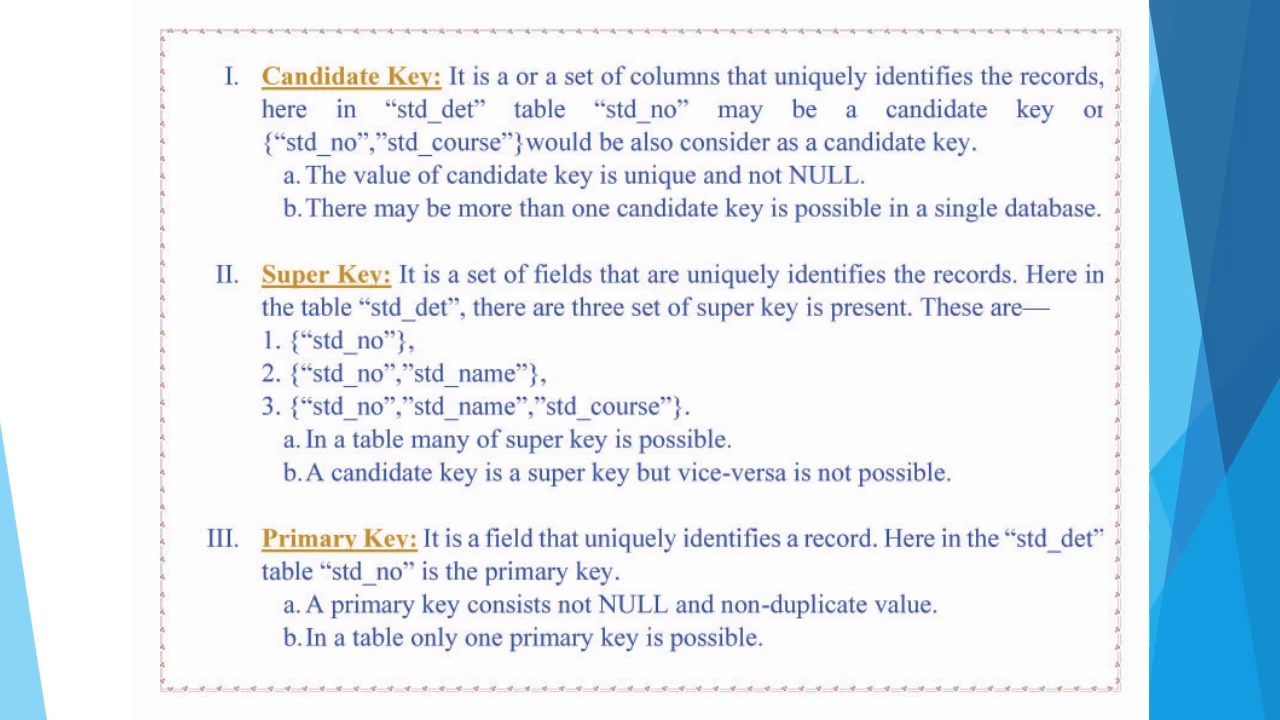 I. Candidate Key: It is a or a set of columns that uniquely identifies the records,
here in “std_det” table “std_no” may be a candidate key or
{“std_no”,”std_course”}would be also consider as a candidate key.
a. The value of candidate key is unique and not NULL.
b.There may be more than one candidate key is possible in a single database.
II. Super Key: It is a set of fields that are uniquely identifies the records. Here in
the table “std_det”, there are three set of super key is present. These are—
1. {“std_no”},
2. {“std_no”,”std_name”},
3. {“std_no”,”std_name”,”std_course”}.
a. In a table many of super key is possible.
b.A candidate key is a super key but vice-versa is not possible.
III. Primary Key: It is a field that uniquely identifies a record. Here in the “std_det”
table “std_no” is the primary key.
a. A primary key consists not NULL and non-duplicate value.
b.In a table only one primary key is possible.